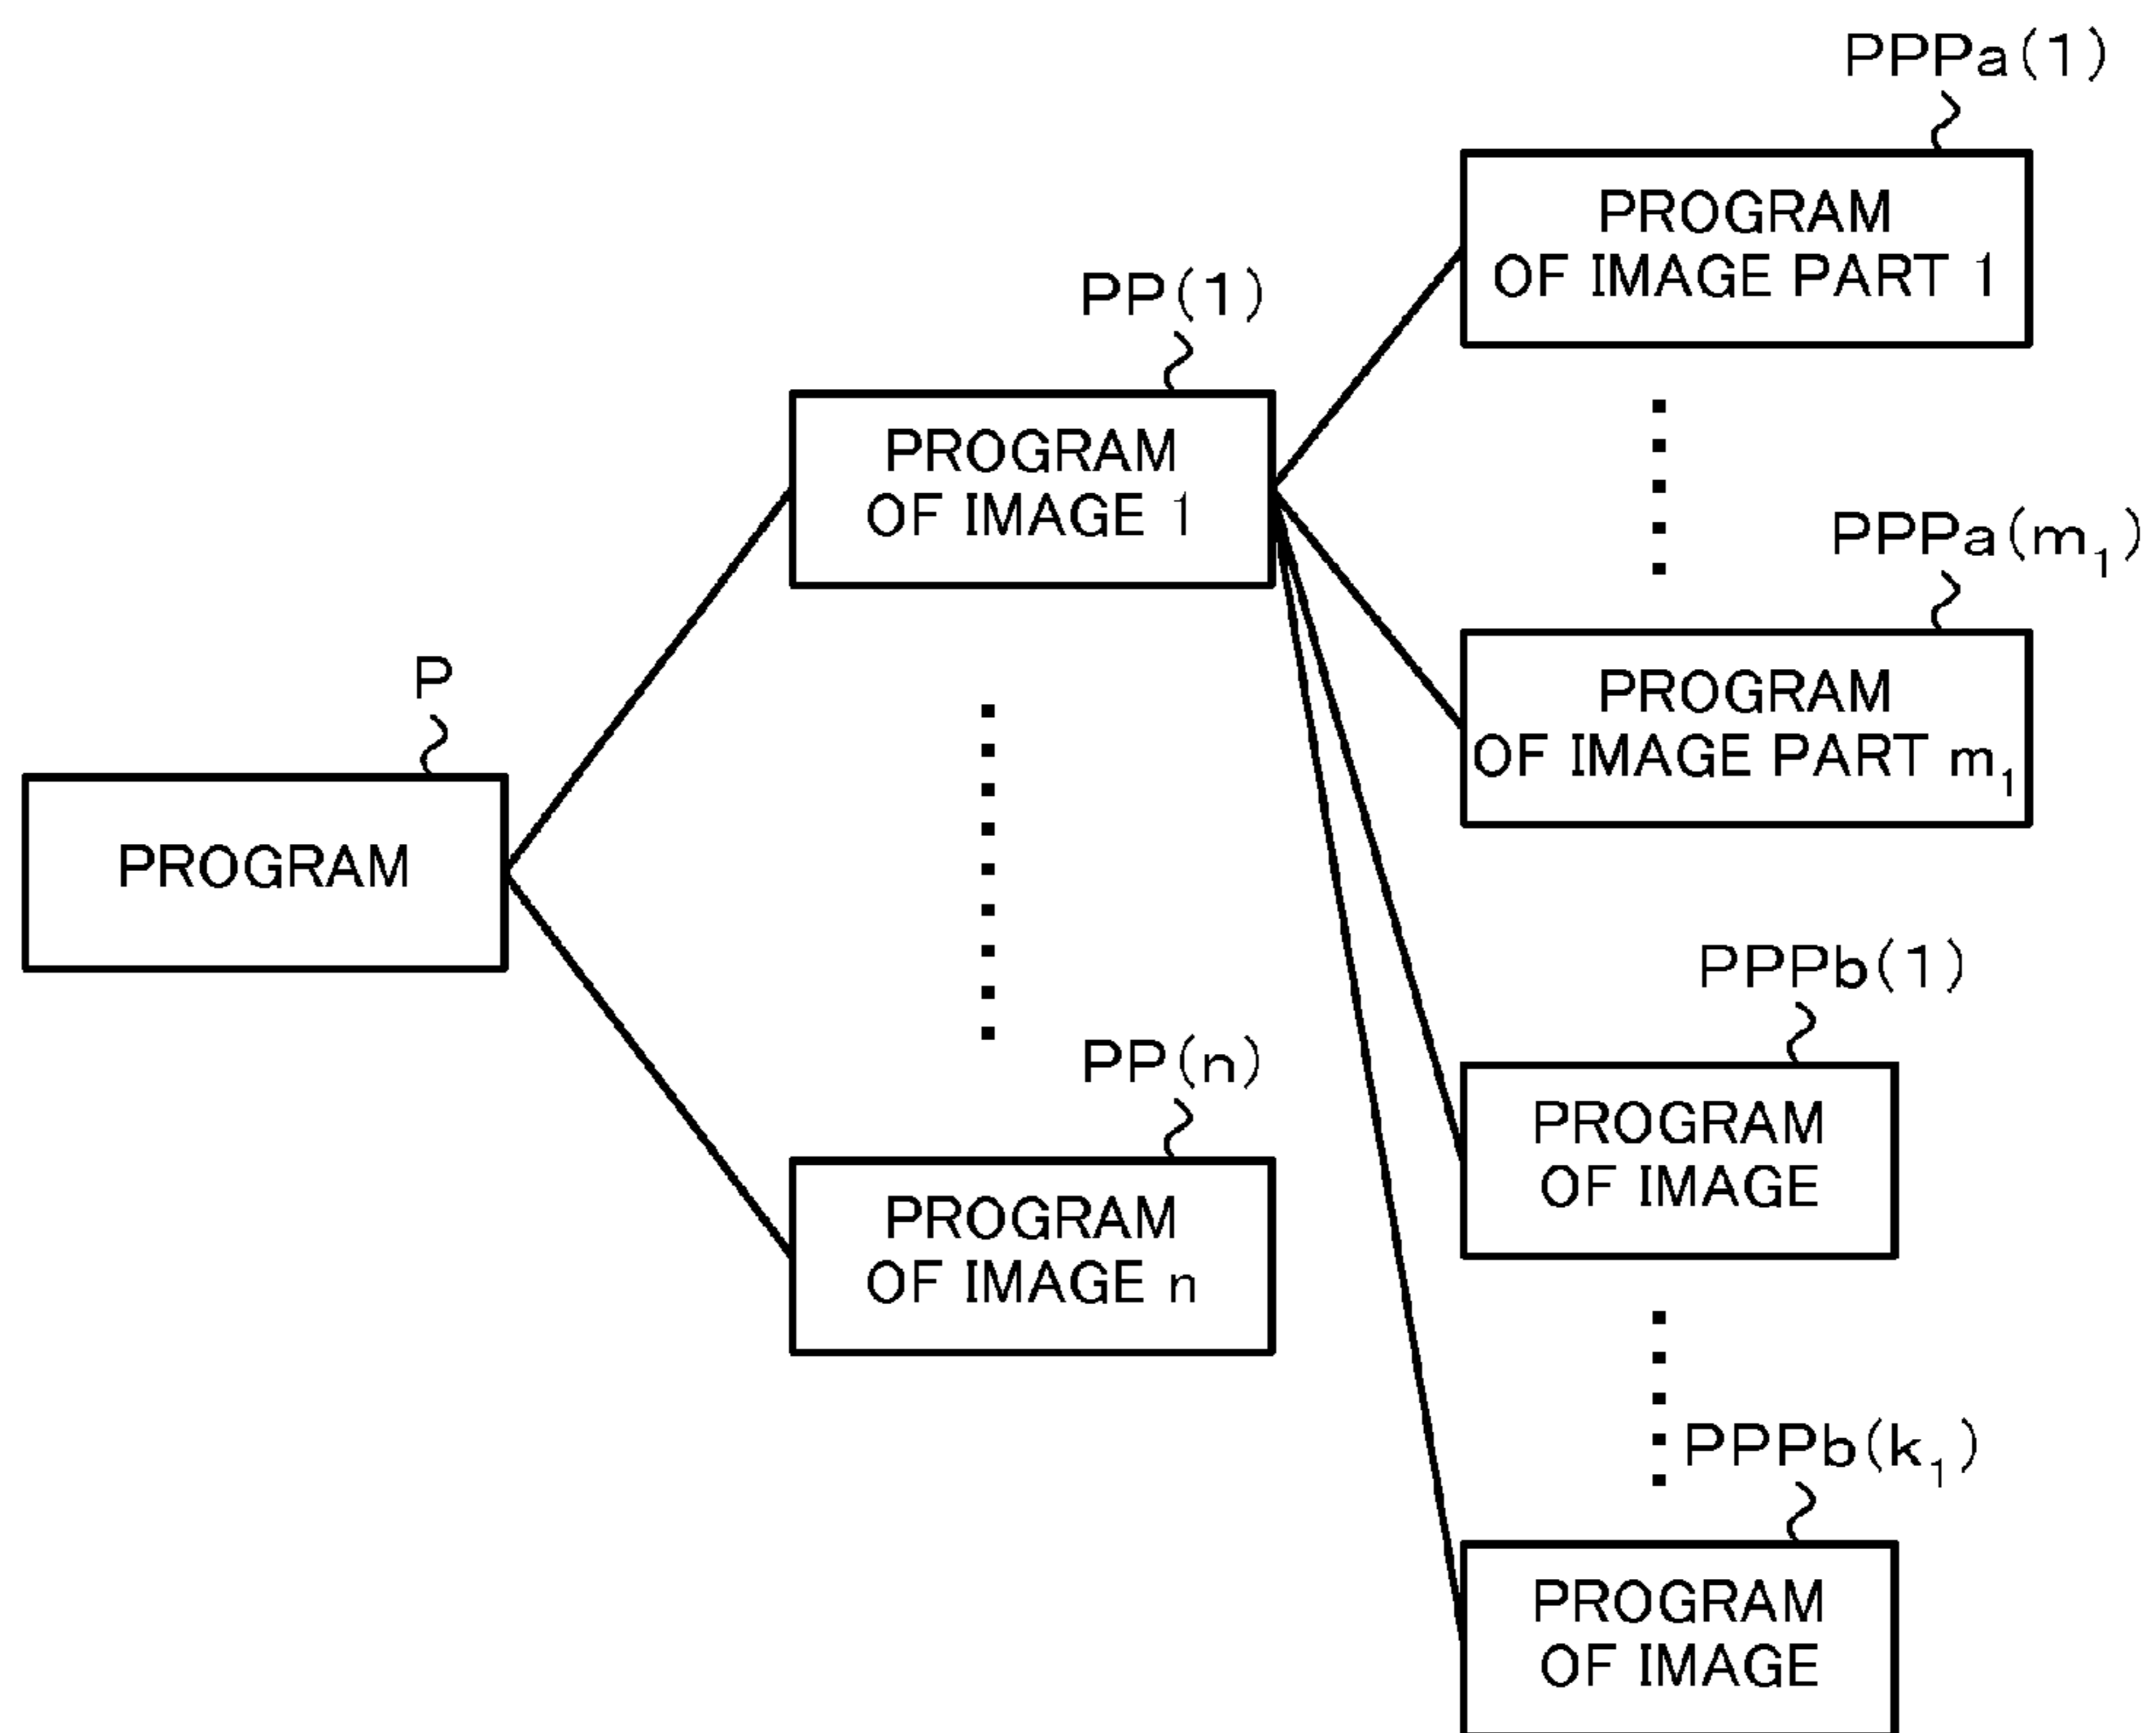 PPPa(1)
PROGRAM
OF IMAGE PART 1
PP(1)
PROGRAM
OF IMAGE 1
PPPa(m₁)
PROGRAM
OF IMAGE PART m₁
P
PROGRAM
PPPb(1)
PROGRAM
OF IMAGE
PP(n)
PROGRAM
OF IMAGE n
PPPb(k₁)
PROGRAM
OF IMAGE